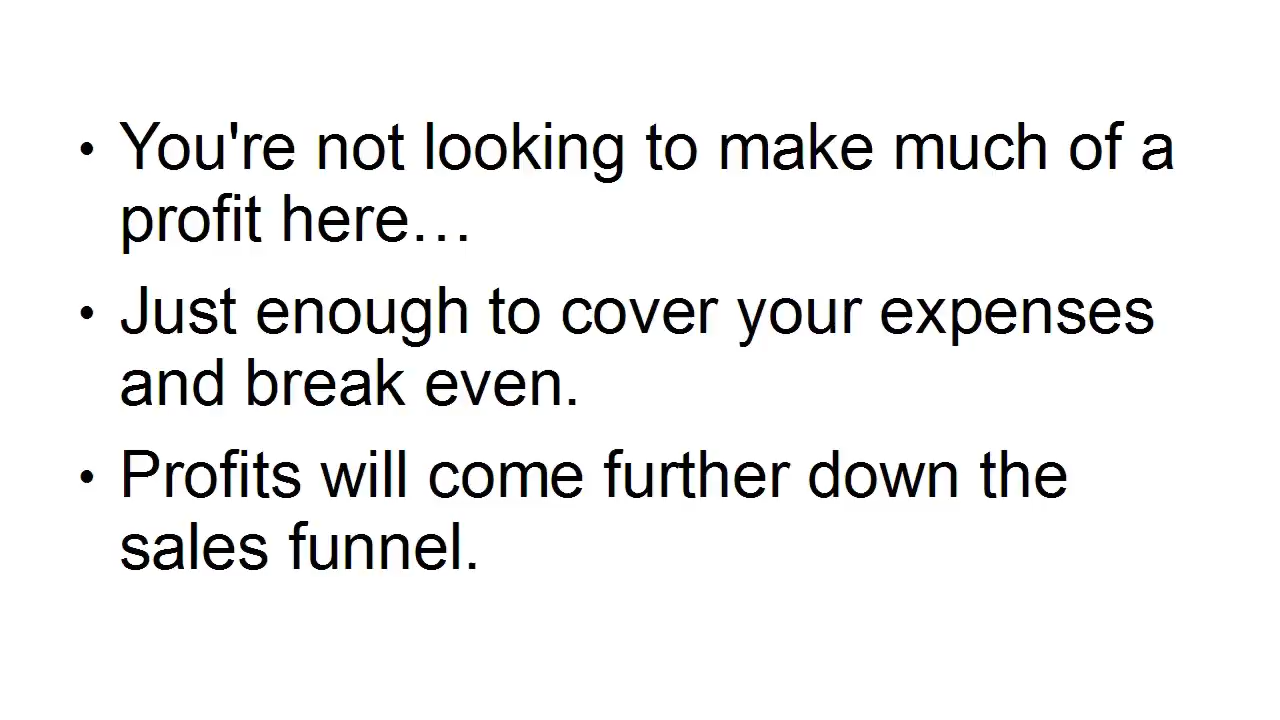 • You're not looking to make much of a
profit here…
• Just enough to cover your expenses
and break even.
• Profits will come further down the
sales funnel.